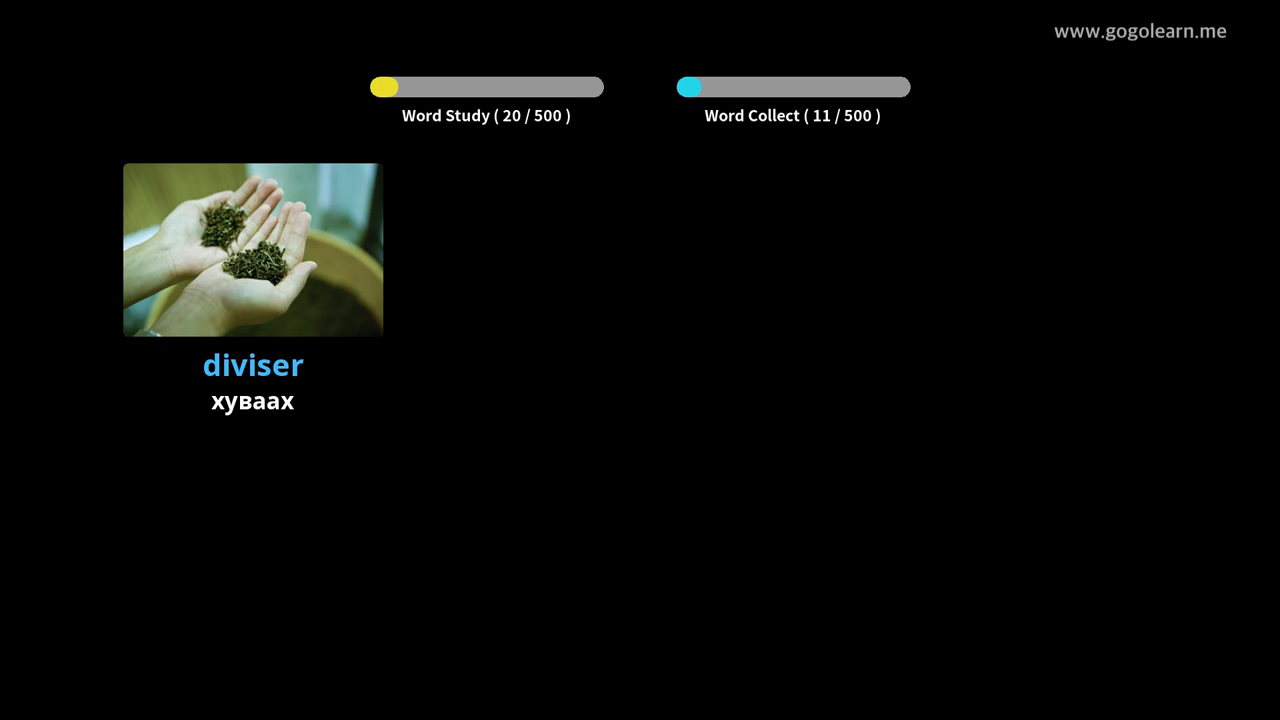 www.gogolearn.me
Word Study ( 20 / 500 )
Word Collect ( 11 / 500 )
diviser
хуваах